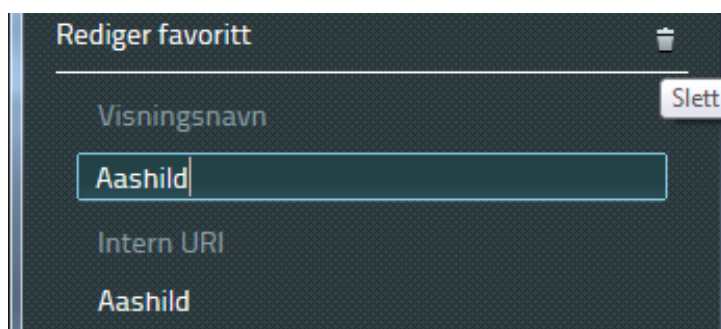 Rediger favoritt
Slett
Visningsnavn
Aashild
Intern URI
Aashild